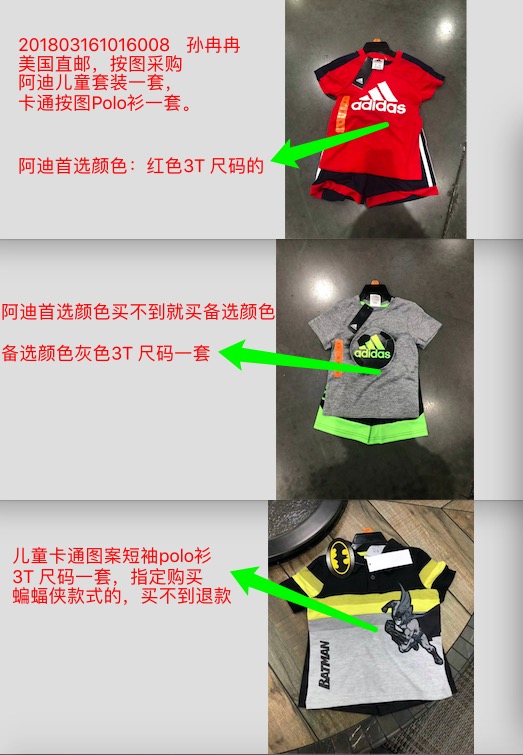 201803161016008 孙冉冉
美国直邮，按图采购
阿迪儿童套装一套，
卡通按图Polo衫一套。
adidas
阿迪首选颜色：红色3T 尺码的
阿迪首选颜色买不到就买备选颜色
备选颜色灰色3T 尺码一套
adidas
儿童卡通图案短袖polo衫
3T 尺码一套，指定购买
蝙蝠侠款式的，买不到退款
BATMAN